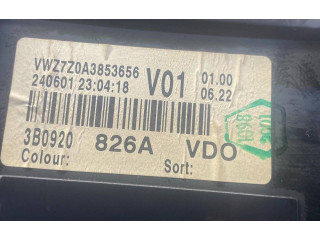 VWZ7Z0A3853656 V01 01.00
240601 23:04:18 06.22
3B0920 826A VDO
Colour: Sort: